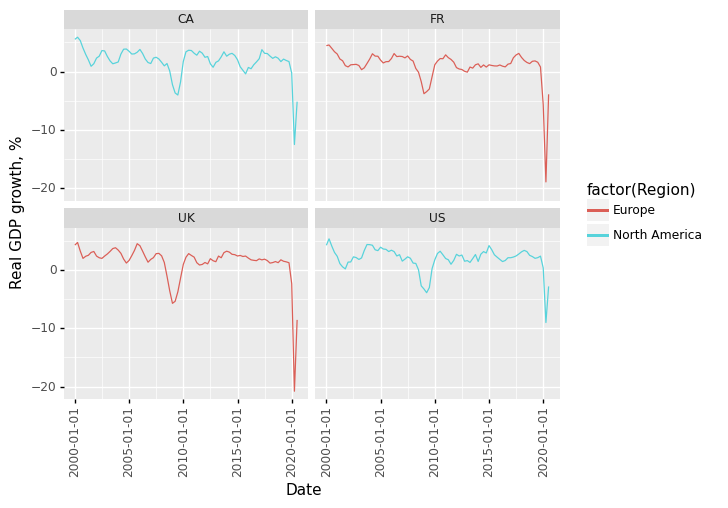 CA
FR
0
−10
−20
UK
US
0
−10
−20
2000-01-01
2005-01-01
2010-01-01
2015-01-01
2020-01-01
2000-01-01
2005-01-01
2010-01-01
2015-01-01
2020-01-01
Date
Real GDP growth, %
factor(Region)
Europe
North America